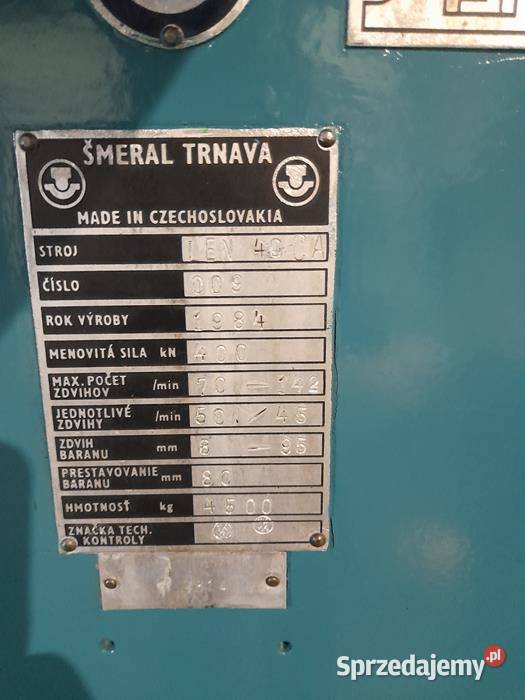 ŠMERAL TRNAVA
MADE IN CZECHOSLOVAKIA
STROJ LEN 40 CA
ČÍSLO 009
ROK VÝROBY 1984
MENOVITÁ SILA kN 400
MAX. POČET ZDVIHOV /min 70 – 142
JEDNOTLIVÉ ZDVIHY /min 50 / 45
ZDVIH BARANU mm 8 – 95
PRESTAVOVANIE BARANU mm 80
HMOTNOSŤ kg 4500
ZNAČKA TECH. KONTROLY
Sprzedajemy.pl